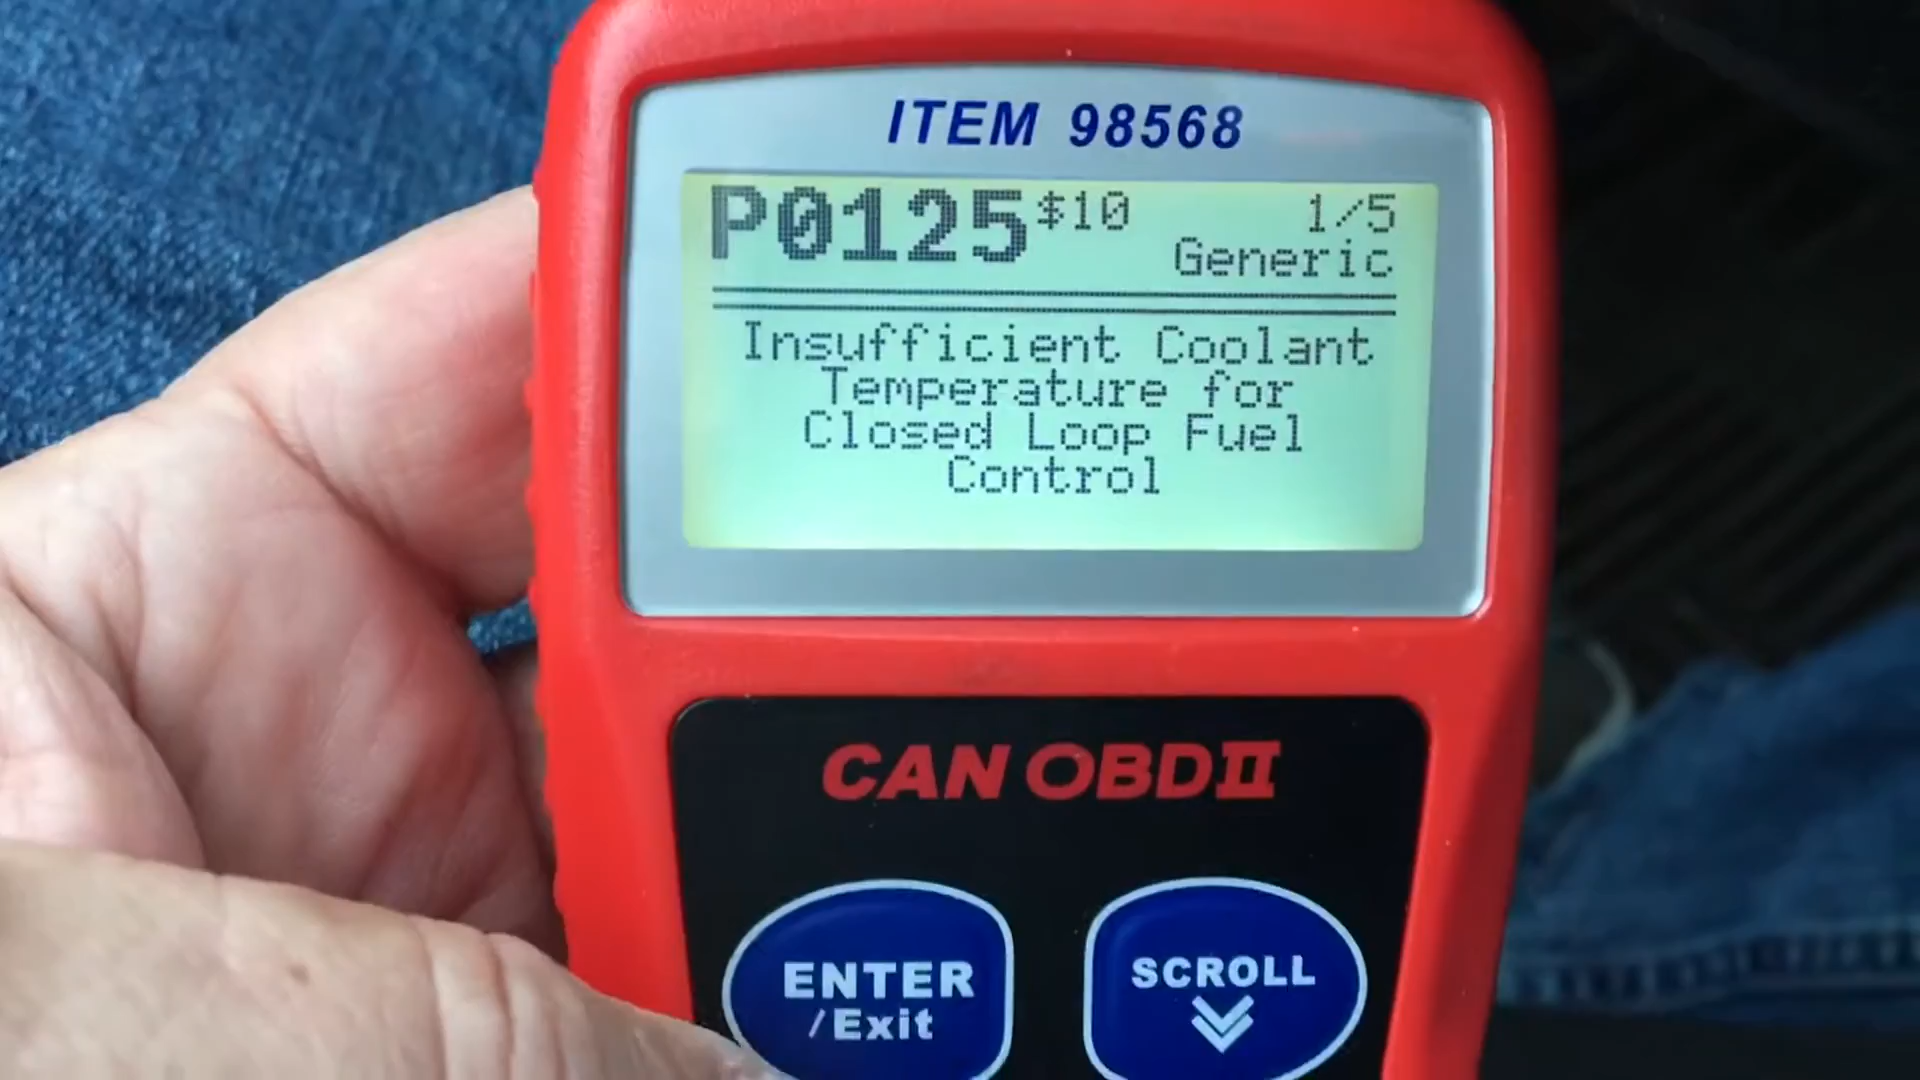 ITEM 98568
P0125 $10 1/5
Generic
Insufficient Coolant
Temperature for
Closed Loop Fuel
Control
CAN OBDII
ENTER
/Exit
SCROLL